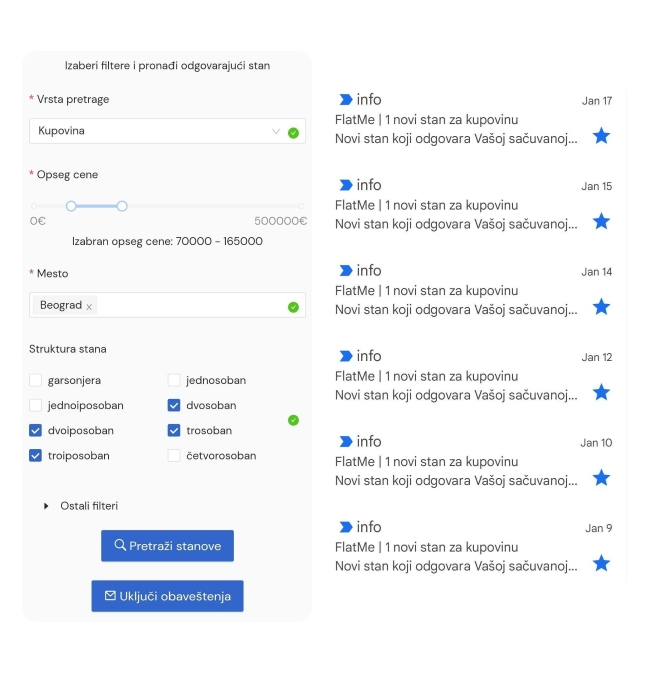 Izaberi filtere i pronađi odgovarajući stan
* Vrsta pretrage
Kupovina
* Opseg cene
0€ 500000€
Izabran opseg cene: 70000 - 165000
* Mesto
Beograd x
Struktura stana
garsonjera jednosoban
jednoiposoban dvosoban
dvoiposoban trosoban
troiposoban četvorosoban
Ostali filteri
Pretraži stanove
Uključi obaveštenja
info Jan 17
FlatMe | 1 novi stan za kupovinu
Novi stan koji odgovara Vašoj sačuvanoj...
info Jan 15
FlatMe | 1 novi stan za kupovinu
Novi stan koji odgovara Vašoj sačuvanoj...
info Jan 14
FlatMe | 1 novi stan za kupovinu
Novi stan koji odgovara Vašoj sačuvanoj...
info Jan 12
FlatMe | 1 novi stan za kupovinu
Novi stan koji odgovara Vašoj sačuvanoj...
info Jan 10
FlatMe | 1 novi stan za kupovinu
Novi stan koji odgovara Vašoj sačuvanoj...
info Jan 9
FlatMe | 1 novi stan za kupovinu
Novi stan koji odgovara Vašoj sačuvanoj...